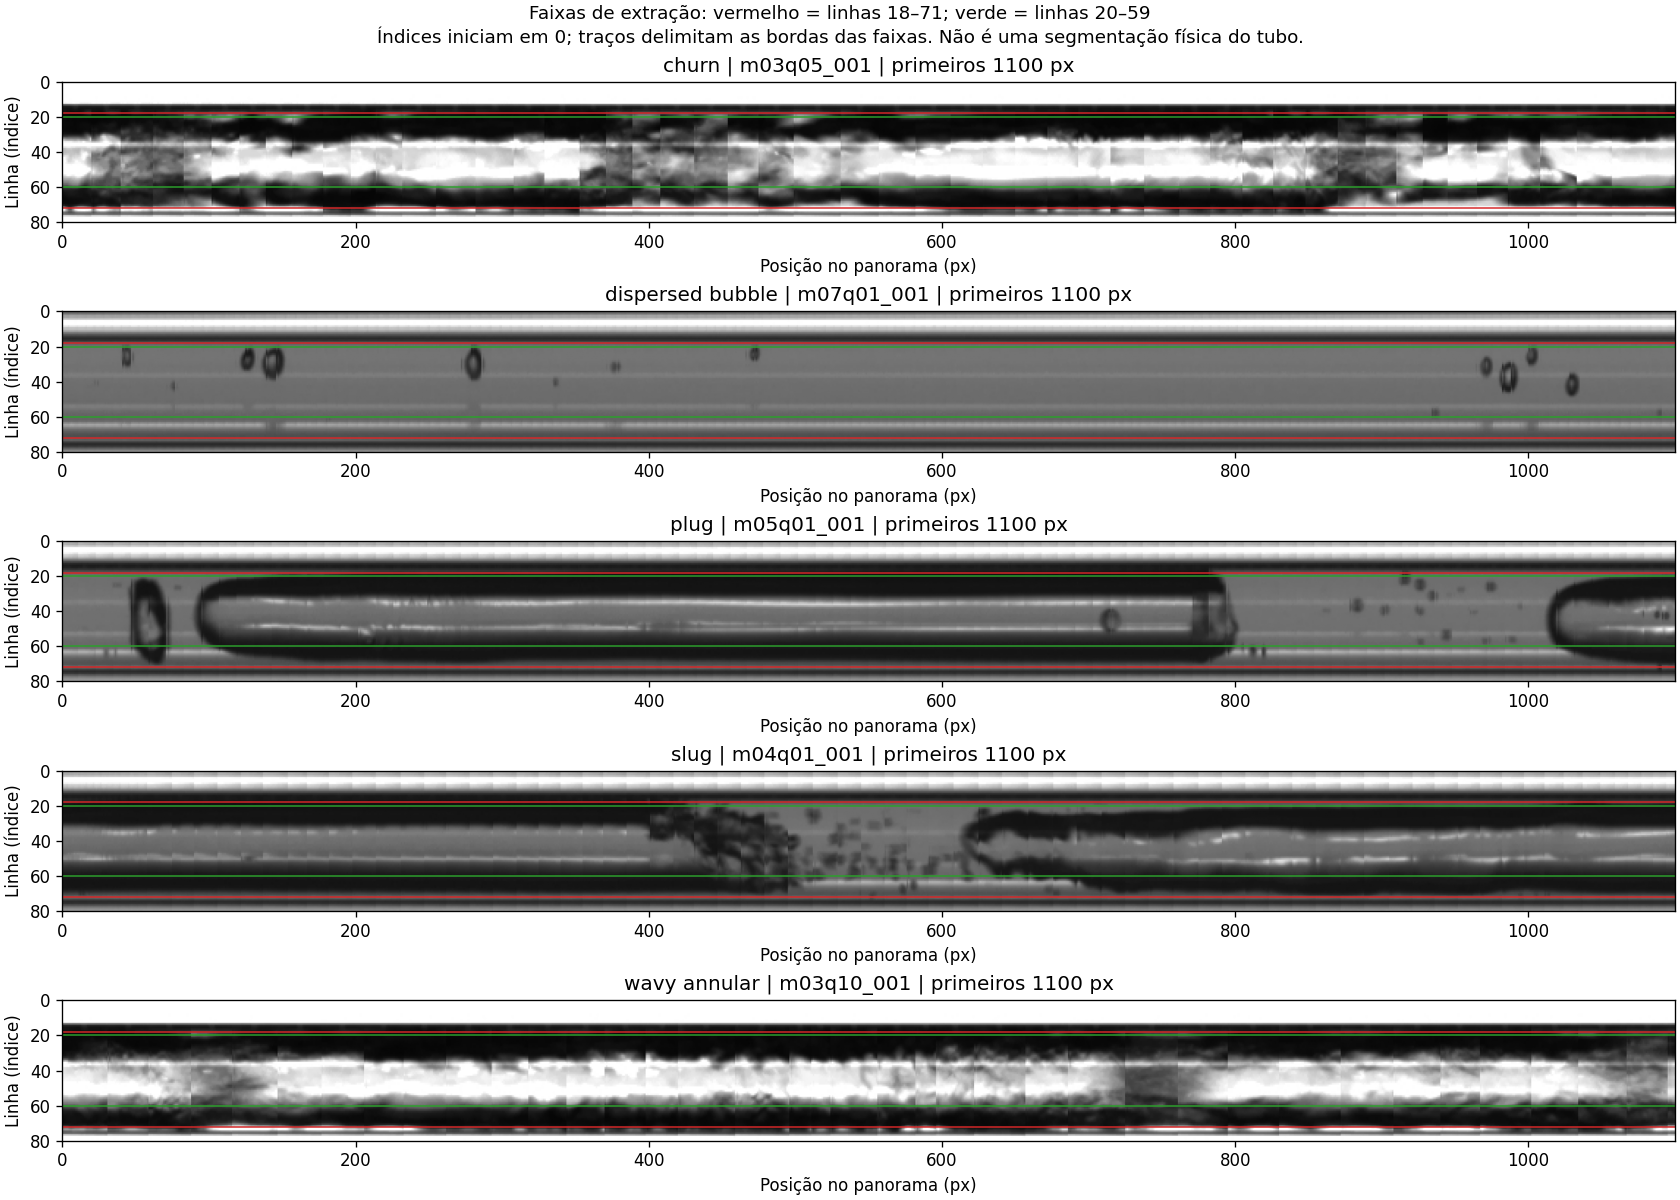 Faixas de extração: vermelho = linhas 18–71; verde = linhas 20–59
Índices iniciam em 0; traços delimitam as bordas das faixas. Não é uma segmentação física do tubo.
churn | m03q05_001 | primeiros 1100 px
Linha (índice)
0
20
40
60
80
0 200 400 600 800 1000
Posição no panorama (px)
dispersed bubble | m07q01_001 | primeiros 1100 px
Linha (índice)
0
20
40
60
80
0 200 400 600 800 1000
Posição no panorama (px)
plug | m05q01_001 | primeiros 1100 px
Linha (índice)
0
20
40
60
80
0 200 400 600 800 1000
Posição no panorama (px)
slug | m04q01_001 | primeiros 1100 px
Linha (índice)
0
20
40
60
80
0 200 400 600 800 1000
Posição no panorama (px)
wavy annular | m03q10_001 | primeiros 1100 px
Linha (índice)
0
20
40
60
80
0 200 400 600 800 1000
Posição no panorama (px)